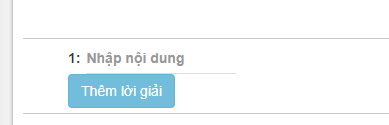 1: Nhập nội dung
Thêm lời giải